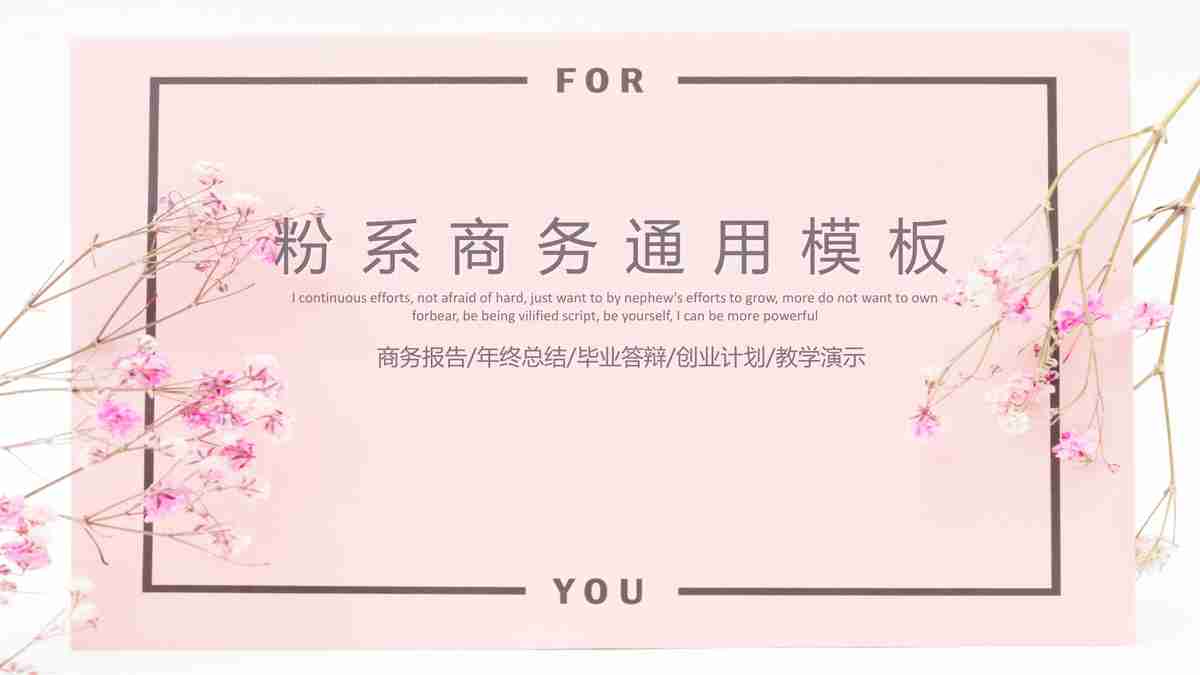 FOR
粉系商务通用模板
I continuous efforts, not afraid of hard, just want to by nephew's efforts to grow, more do not want to own
forbear, be being vilified script, be yourself, I can be more powerful
商务报告/年终总结/毕业答辩/创业计划/教学演示
YOU